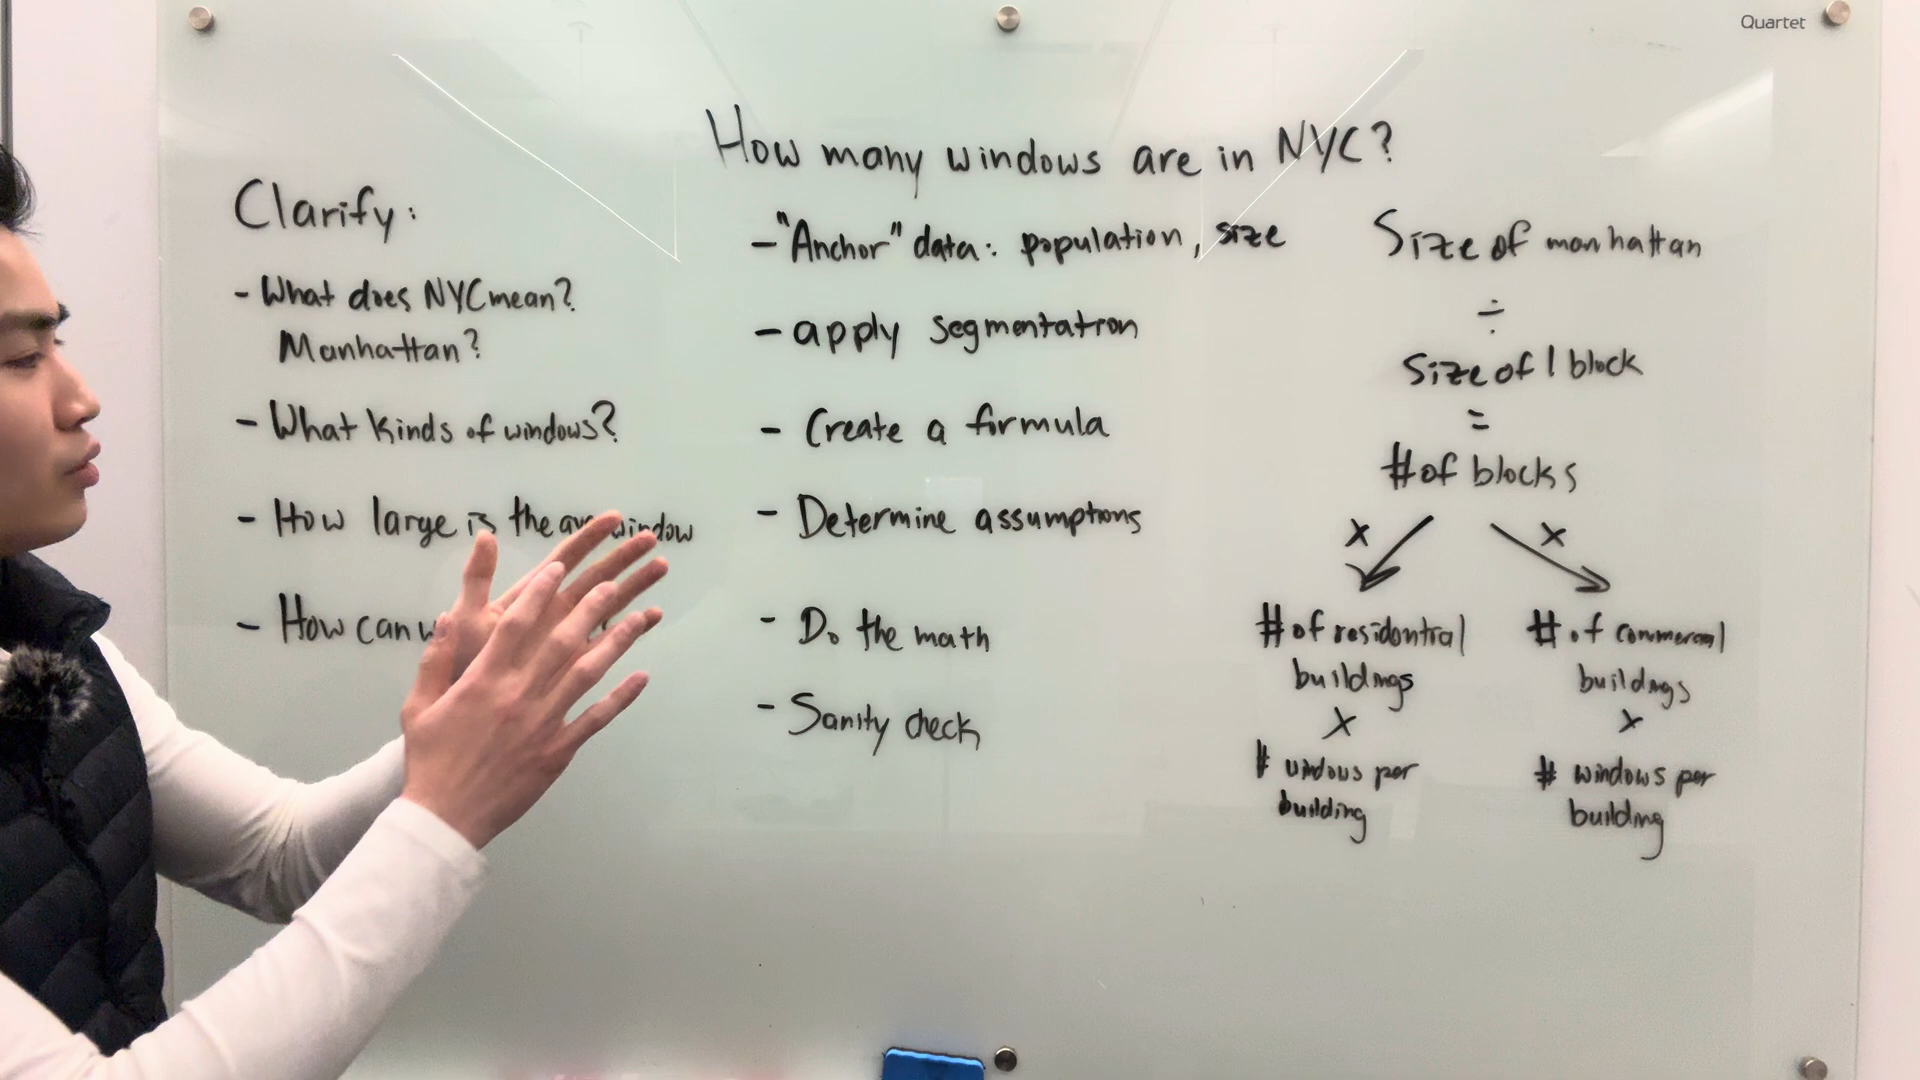 Quartet
How many windows are in NYC?
Clarify:
- What does NYC mean?
Manhattan?
- What kinds of windows?
- How large is the window
- How can
- "Anchor" data: population, size
- apply segmentation
- Create a formula
- Determine assumptions
- Do the math
- Sanity check
Size of manhattan
÷
Size of 1 block
=
# of blocks
x x
# of residential
buildings
x
# windows per
building
# of commercial
buildings
x
# windows per
building